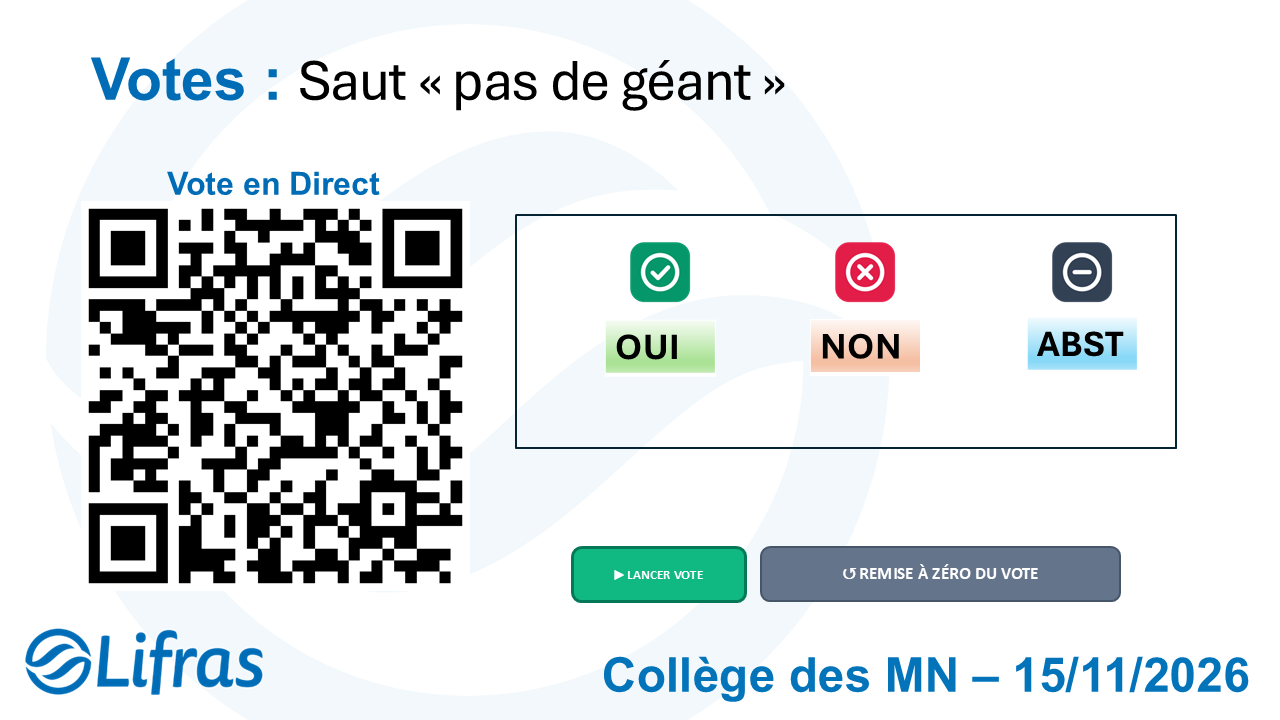 Votes : Saut « pas de géant »
Vote en Direct
OUI
NON
ABST
▶ LANCER VOTE
↺ REMISE À ZÉRO DU VOTE
Lifras
Collège des MN – 15/11/2026